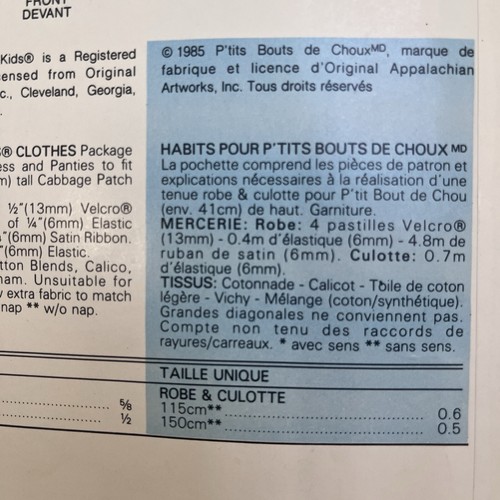 FRONT
DEVANT
Kids® is a Registered
ensed from Original
c., Cleveland, Georgia,
® CLOTHES Package
ess and Panties to fit
m) tall Cabbage Patch
½"(13mm) Velcro®
of ¼"(6mm) Elastic
"(6mm) Satin Ribbon.
"(6mm) Elastic.
tton Blends, Calico,
ham. Unsuitable for
w extra fabric to match
nap ** w/o nap.
⅝
½
© 1985 P'tits Bouts de Chouxᴹᴰ, marque de
fabrique et licence d'Original Appalachian
Artworks, Inc. Tous droits réservés
HABITS POUR P'TITS BOUTS DE CHOUX ᴹᴰ
La pochette comprend les pièces de patron et
explications nécessaires à la réalisation d'une
tenue robe & culotte pour P'tit Bout de Chou
(env. 41cm) de haut. Garniture.
MERCERIE: Robe: 4 pastilles Velcro®
(13mm) - 0.4m d'élastique (6mm) - 4.8m de
ruban de satin (6mm). Culotte: 0.7m
d'élastique (6mm).
TISSUS: Cotonnade - Calicot - Toile de coton
légère - Vichy - Mélange (coton/synthétique).
Grandes diagonales ne conviennent pas.
Compte non tenu des raccords de
rayures/carreaux. * avec sens ** sans sens.
TAILLE UNIQUE
ROBE & CULOTTE
115cm** 0.6
150cm** 0.5